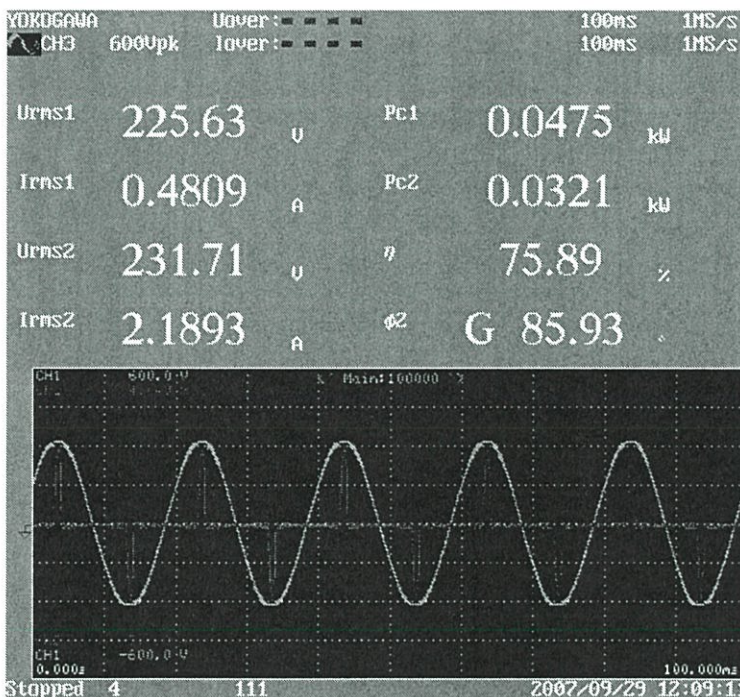 YOKOGAWA Uover: 100ms 1MS/s
CH3 600Vpk Iover: 100ms 1MS/s
Urms1 225.63 V Pc1 0.0475 kW
Irms1 0.4809 A Pc2 0.0321 kW
Urms2 231.71 V η 75.89 %
Irms2 2.1893 A ϕ2 G 85.93 °
CH1 600.0 V Main:100000
CH1 -600.0 V
0.000s 100.000ms
Stopped 4 111 2007/09/29 12:09:1